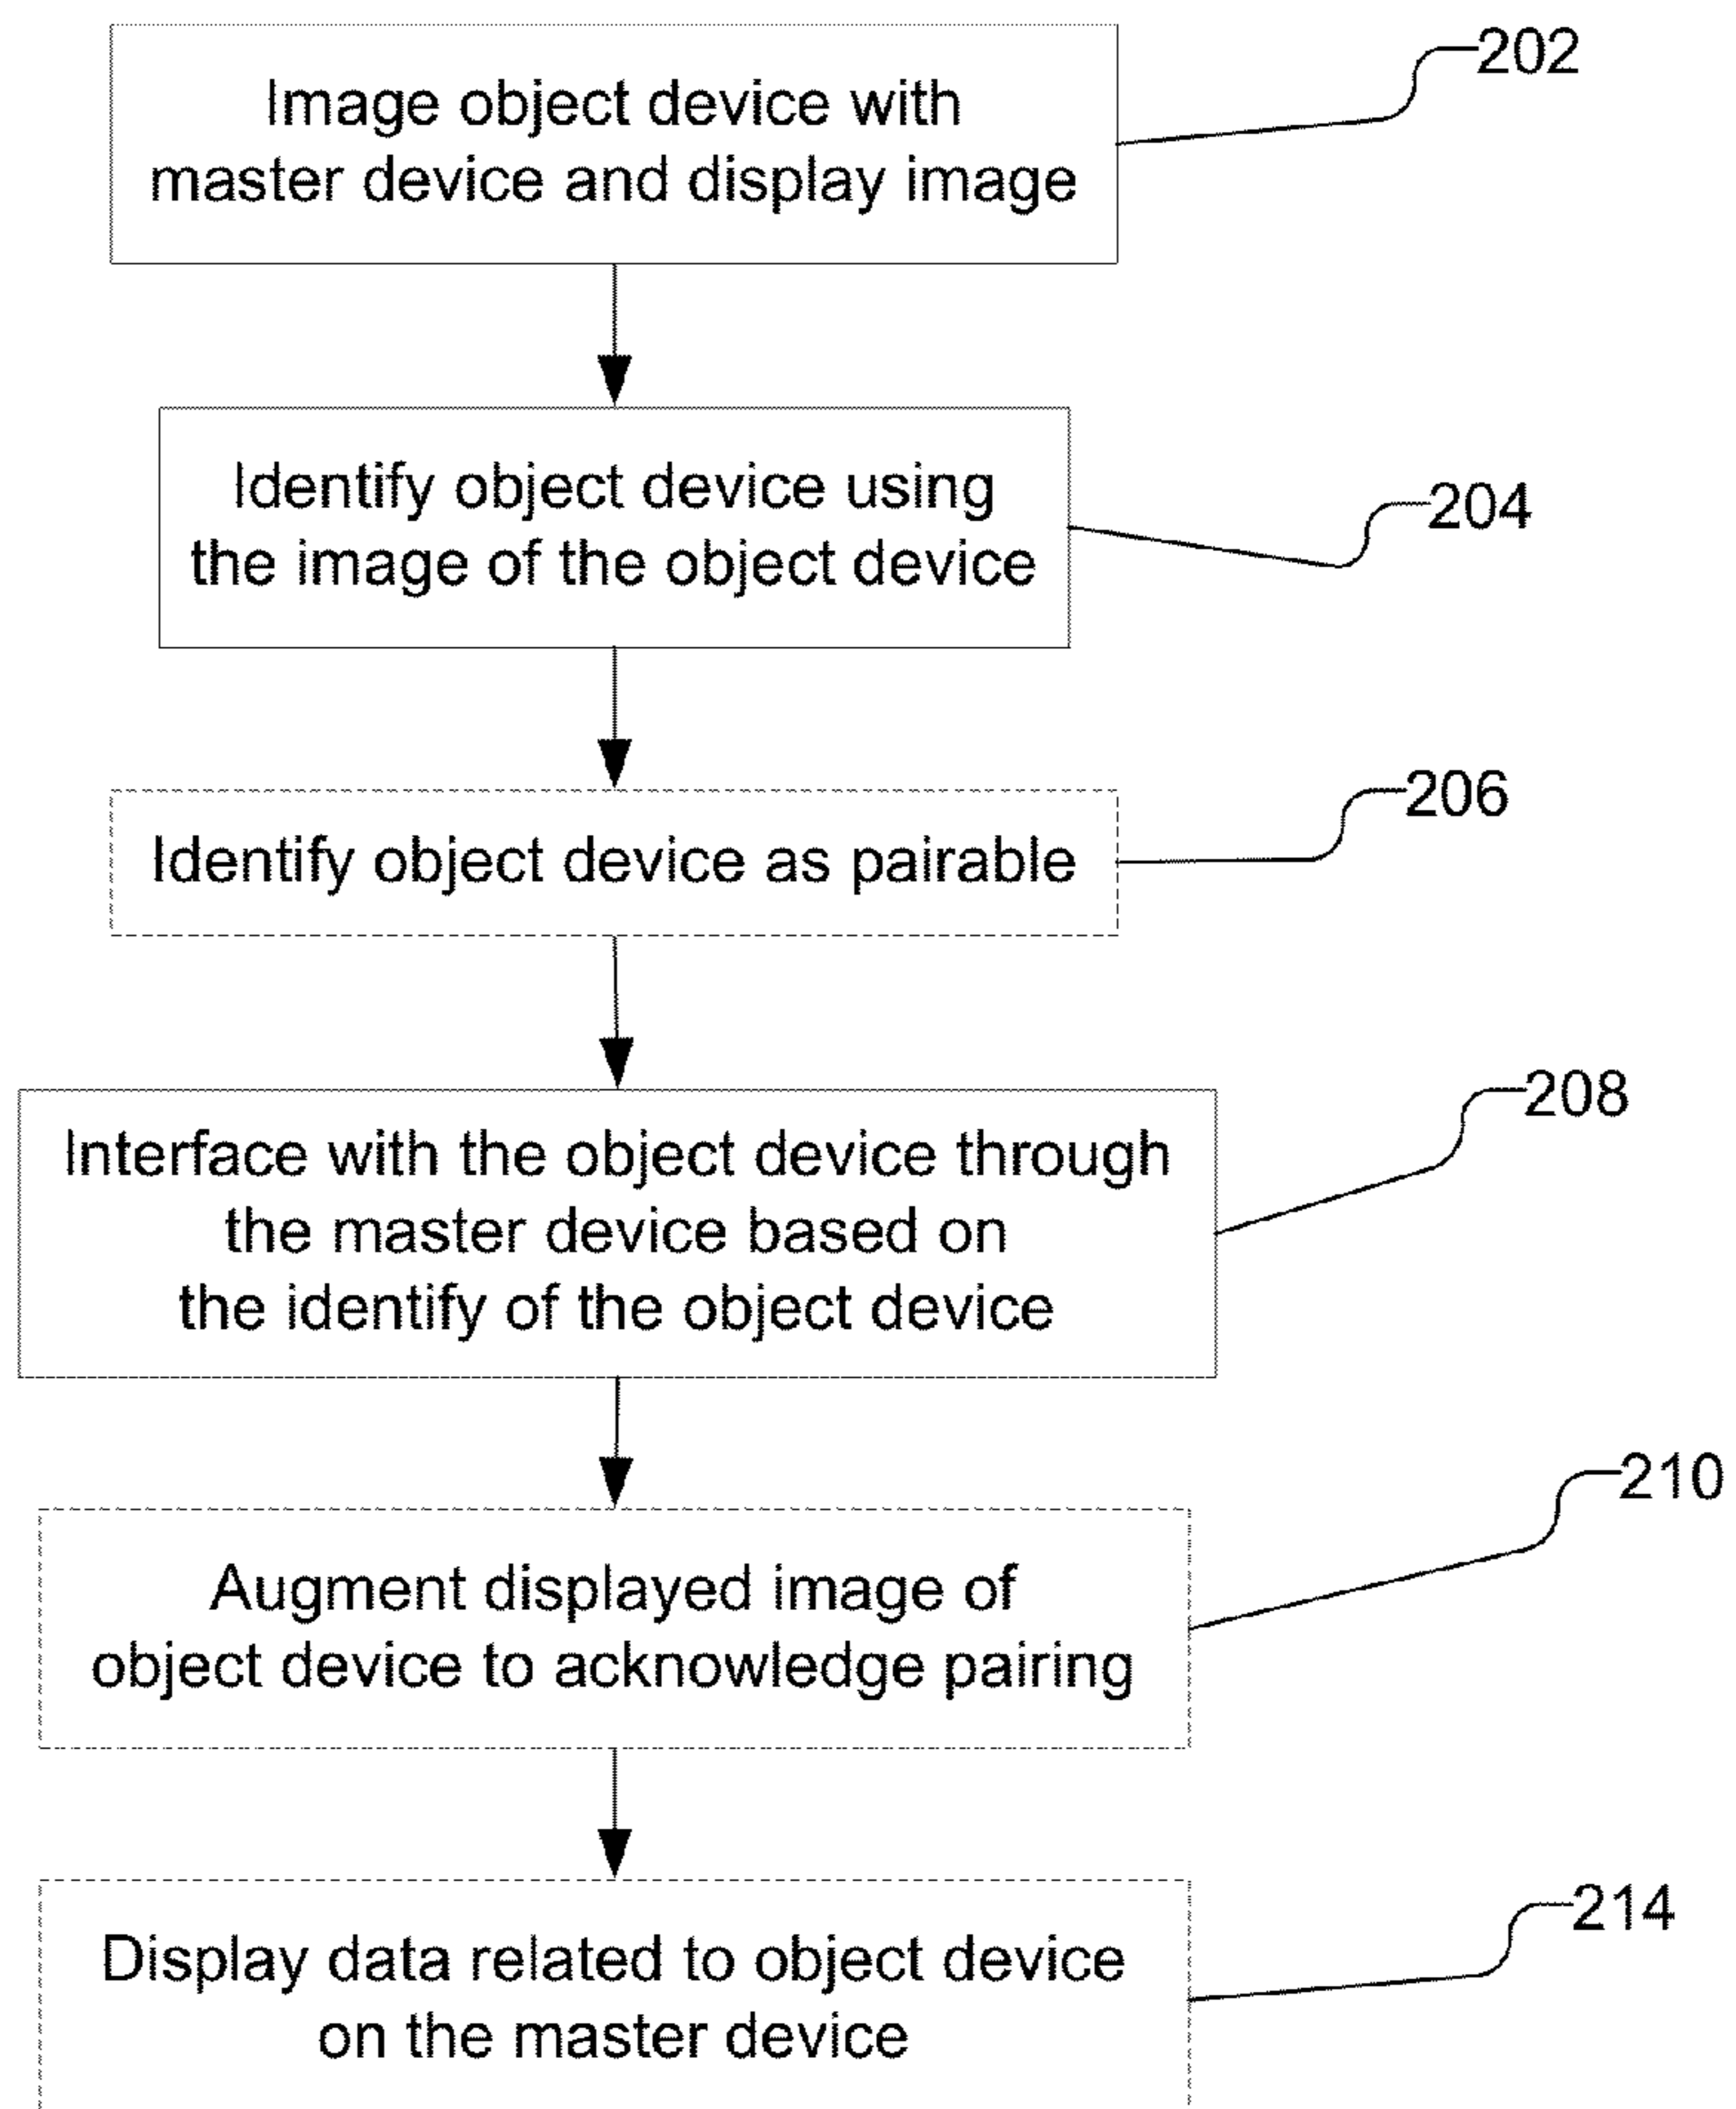 202
Image object device with
master device and display image
204
Identify object device using
the image of the object device
206
Identify object device as pairable
208
Interface with the object device through
the master device based on
the identify of the object device
210
Augment displayed image of
object device to acknowledge pairing
214
Display data related to object device
on the master device